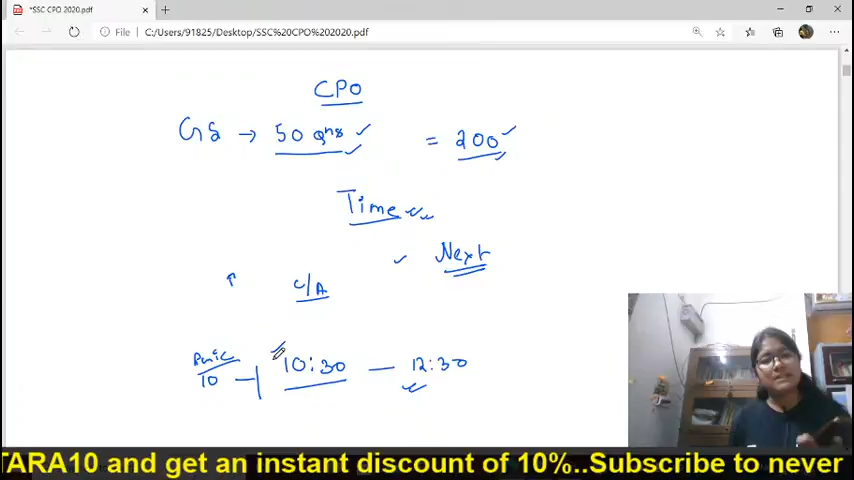 *SSC CPO 2020.pdf
File | C:/Users/91825/Desktop/SSC%20CPO%202020.pdf
CPO
GS → 50 Qns = 200
Time
Next
C/A
Panic
10 10:30 — 12:30
TARA10 and get an instant discount of 10%..Subscribe to never